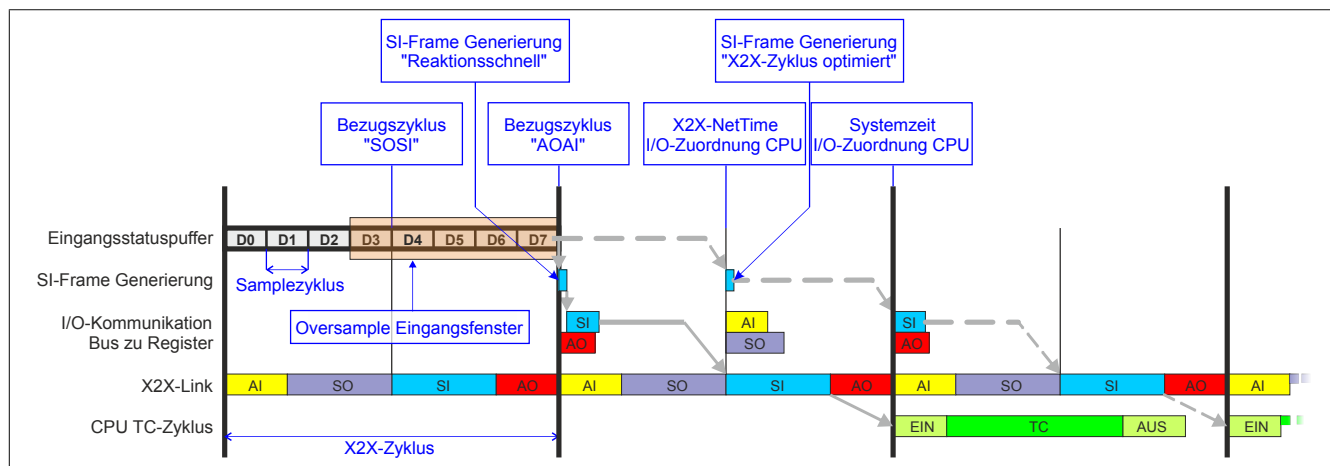 SI-Frame Generierung
"Reaktionsschnell"
SI-Frame Generierung
"X2X-Zyklus optimiert"
Bezugszyklus
"SOSI"
Bezugszyklus
"AOAI"
X2X-NetTime
I/O-Zuordnung CPU
Systemzeit
I/O-Zuordnung CPU
Eingangsstatuspuffer
D0 D1 D2 D3 D4 D5 D6 D7
SI-Frame Generierung
Samplezyklus
Oversample Eingangsfenster
I/O-Kommunikation
Bus zu Register
SI AI SI
AO SO AO
X2X-Link
AI SO SI AO AI SO SI AO AI SO SI AO AI
CPU TC-Zyklus
EIN TC AUS EIN
X2X-Zyklus